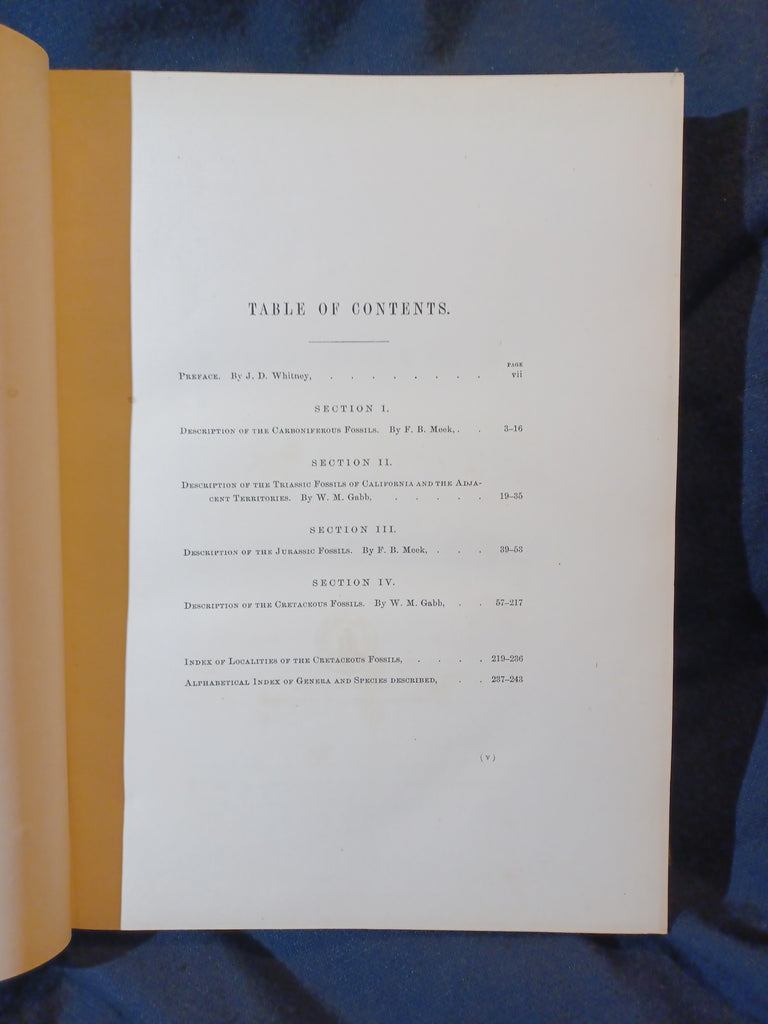 TABLE OF CONTENTS.
PAGE
PREFACE. By J. D. Whitney, . . . . . . . . vii
SECTION I.
DESCRIPTION OF THE CARBONIFEROUS FOSSILS. By F. B. Meek, . . 3–16
SECTION II.
DESCRIPTION OF THE TRIASSIC FOSSILS OF CALIFORNIA AND THE ADJA-
CENT TERRITORIES. By W. M. Gabb, . . . . . 19–35
SECTION III.
DESCRIPTION OF THE JURASSIC FOSSILS. By F. B. Meek, . . . 39–53
SECTION IV.
DESCRIPTION OF THE CRETACEOUS FOSSILS. By W. M. Gabb, . . 57–217
INDEX OF LOCALITIES OF THE CRETACEOUS FOSSILS, . . . . 219–236
ALPHABETICAL INDEX OF GENERA AND SPECIES DESCRIBED, . . 237–243
(v)